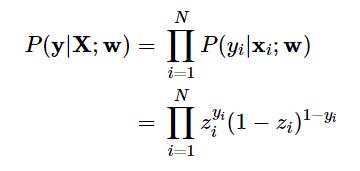 P(y|X; w) = ∏_{i=1}^{N} P(y_i|x_i; w)
= ∏_{i=1}^{N} z_i^{y_i}(1 − z_i)^{1−y_i}